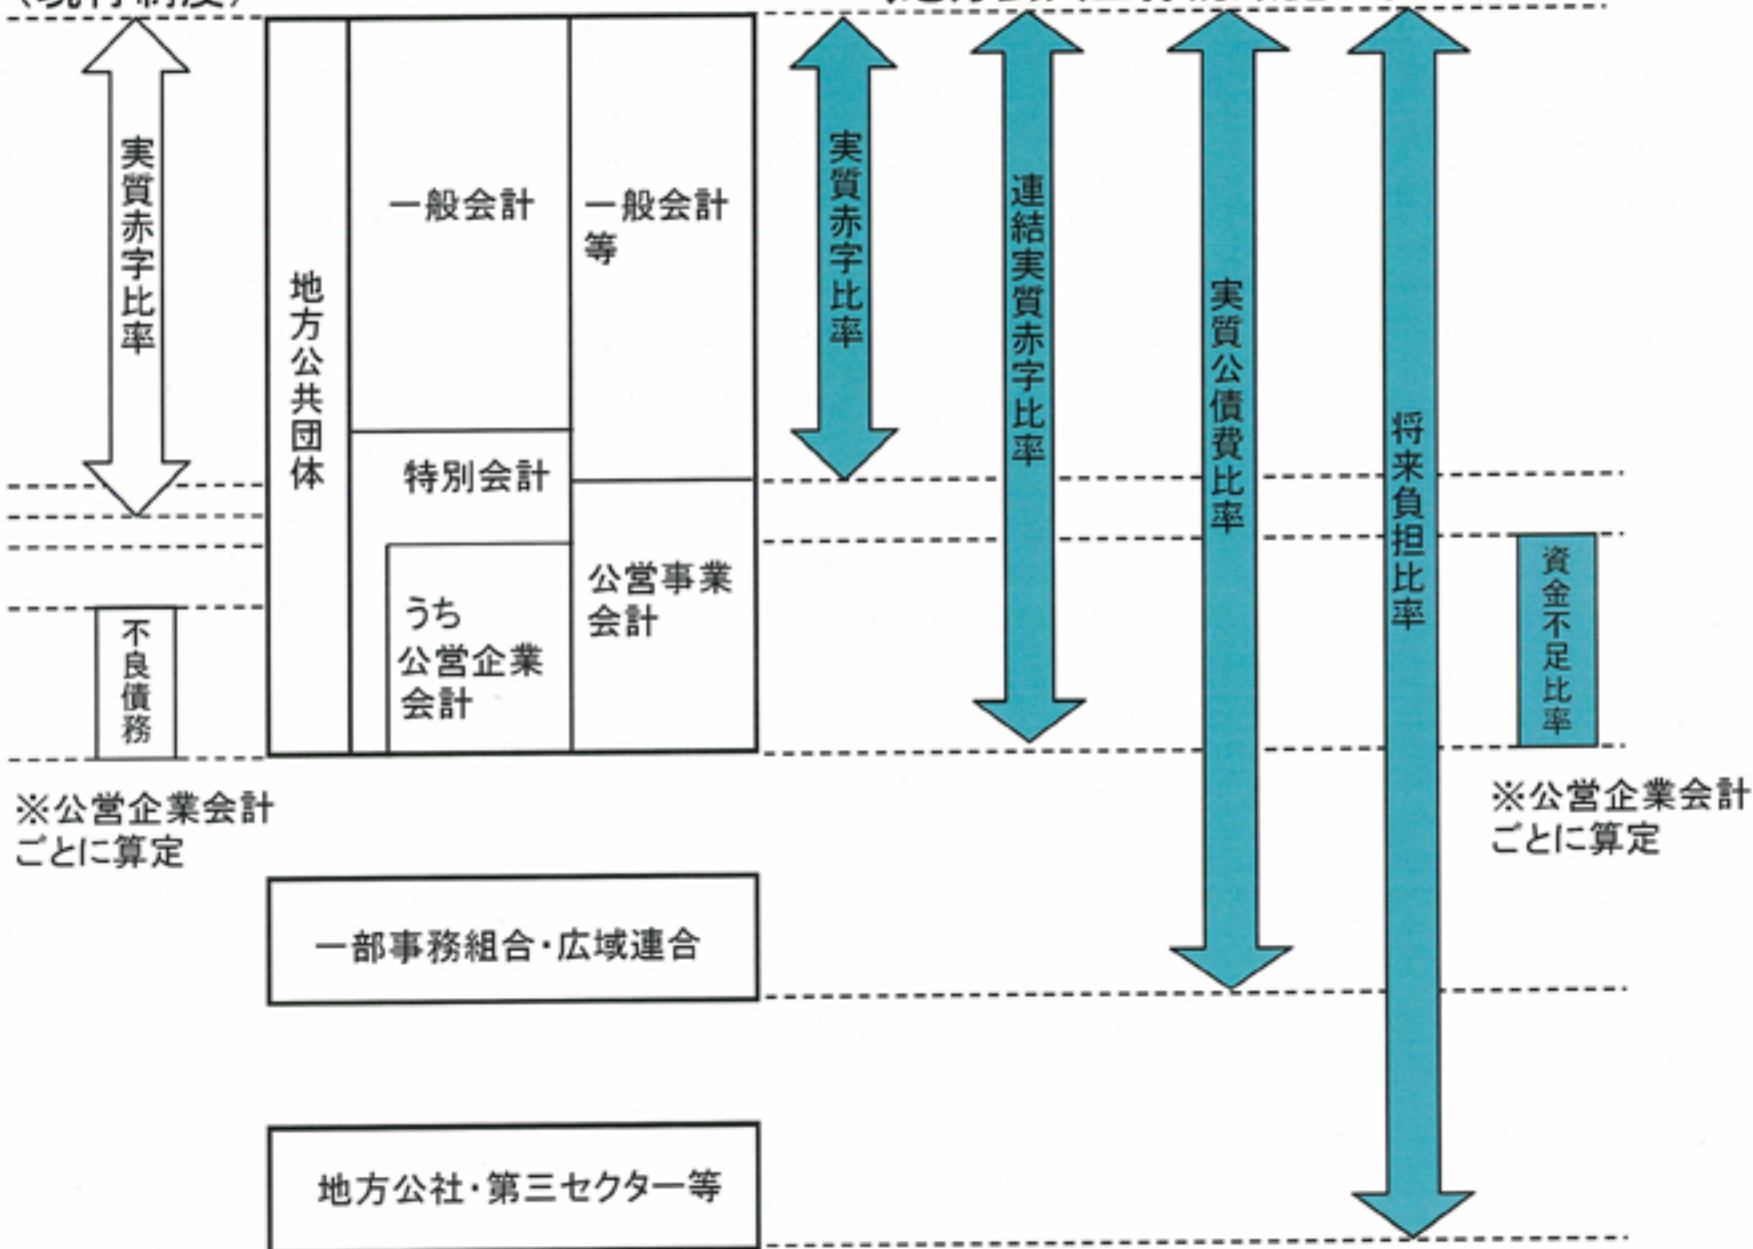 (現行制度)
実質赤字比率
不良債務
※公営企業会計
ごとに算定
地方公共団体
一般会計
特別会計
うち
公営企業
会計
一般会計
等
公営事業
会計
一部事務組合・広域連合
地方公社・第三セクター等
実質赤字比率
連結実質赤字比率
実質公債費比率
将来負担比率
資金不足比率
※公営企業会計
ごとに算定